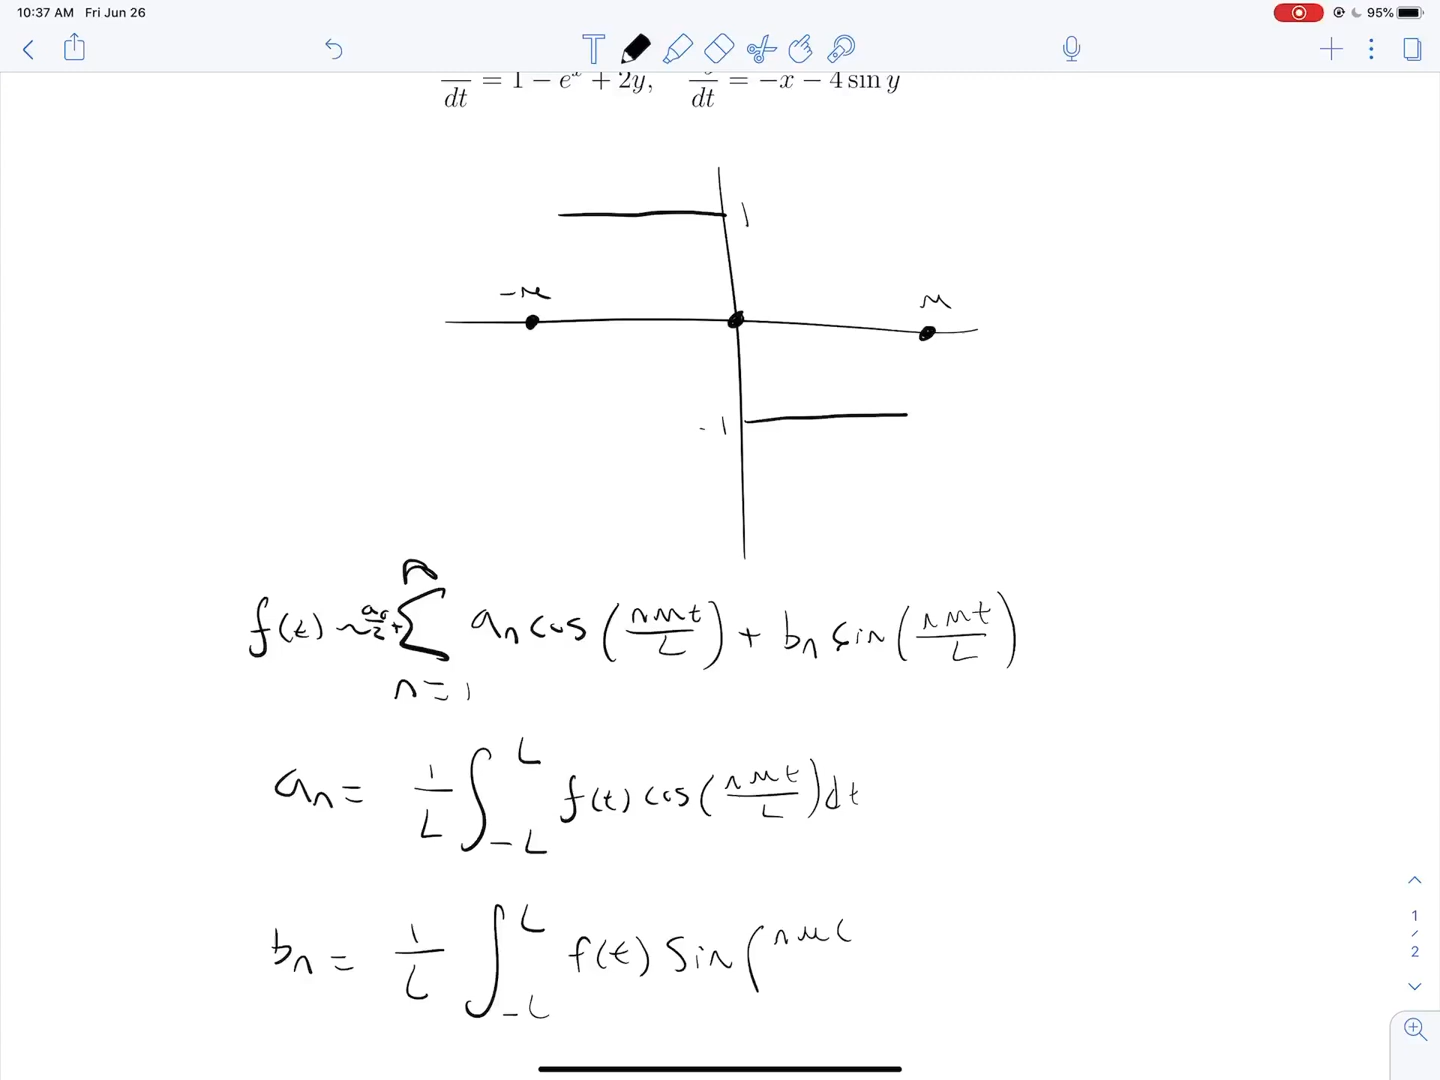 10:37 AM Fri Jun 26
95%
T
dt = 1 − eˣ + 2y, dt = −x − 4 sin y
1
-π π
-1
f(t) ~ a₀/2 + ∑ n=1 aₙ cos(nπt/L) + bₙ sin(nπt/L)
aₙ = 1/L ∫_{-L}^{L} f(t) cos(nπt/L) dt
bₙ = 1/L ∫_{-L}^{L} f(t) sin(nπ
1
/
2